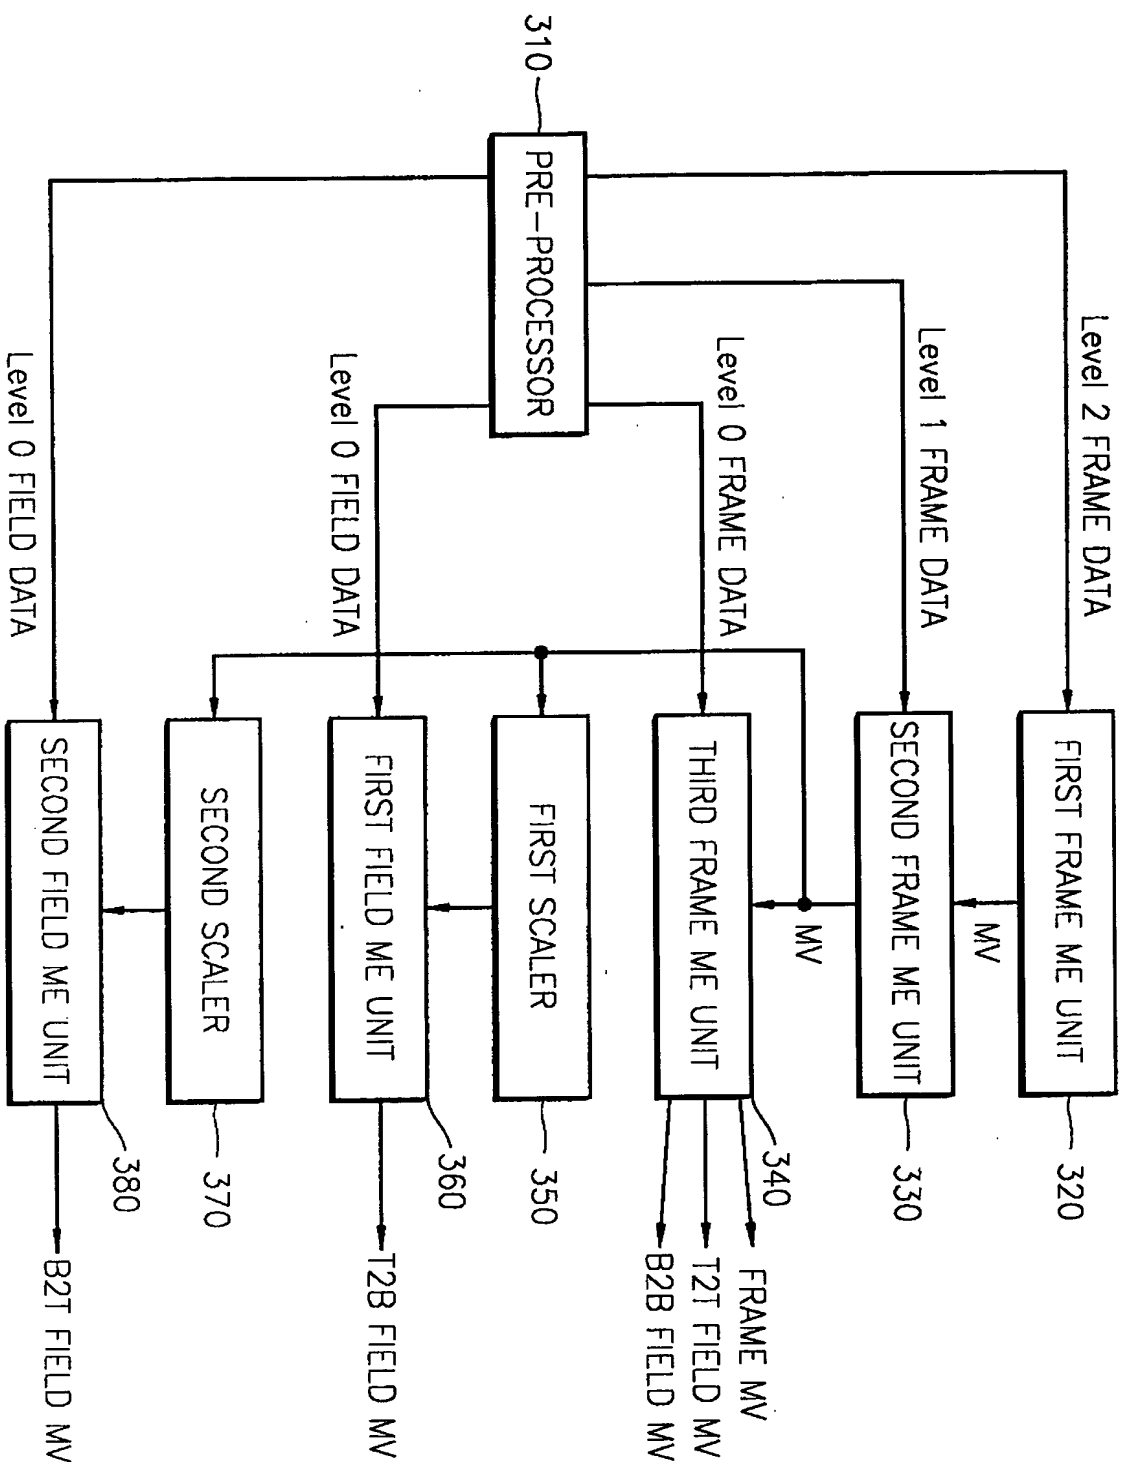 310
PRE-PROCESSOR
Level 2 FRAME DATA
FIRST FRAME ME UNIT
320
MV
Level 1 FRAME DATA
SECOND FRAME ME UNIT
330
MV
Level 0 FRAME DATA
THIRD FRAME ME UNIT
340
FRAME MV
T2T FIELD MV
B2B FIELD MV
FIRST SCALER
350
Level 0 FIELD DATA
FIRST FIELD ME UNIT
360
T2B FIELD MV
SECOND SCALER
370
Level 0 FIELD DATA
SECOND FIELD ME UNIT
380
B2T FIELD MV